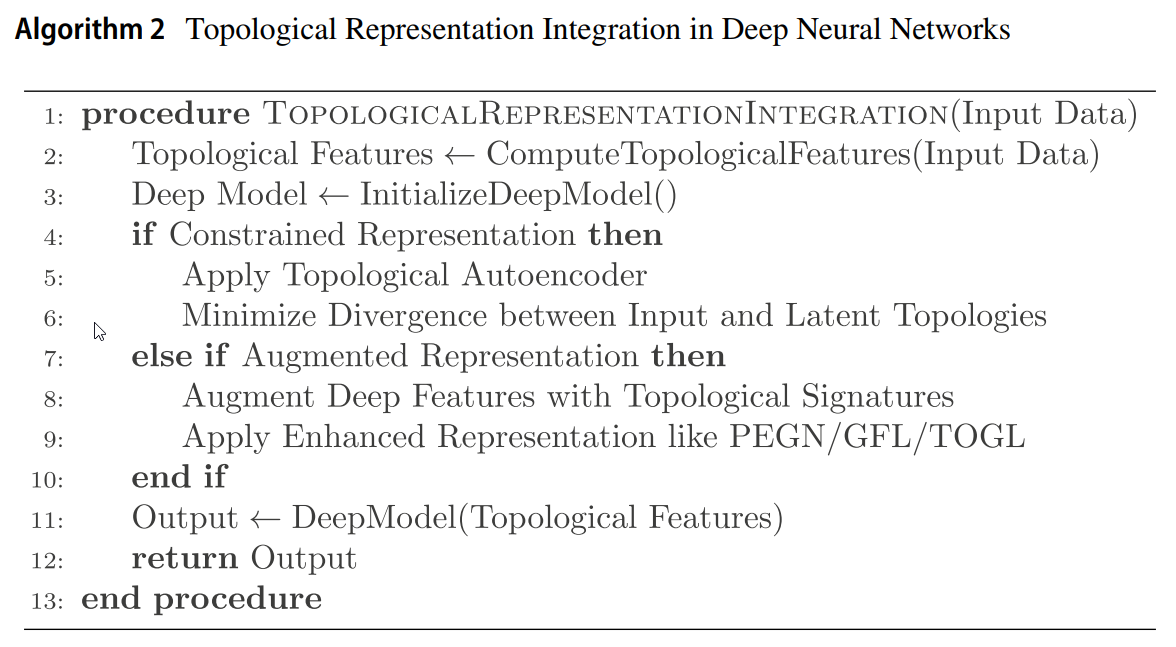 Algorithm 2 Topological Representation Integration in Deep Neural Networks
1: procedure TOPOLOGICALREPRESENTATIONINTEGRATION(Input Data)
2: Topological Features ← ComputeTopologicalFeatures(Input Data)
3: Deep Model ← InitializeDeepModel()
4: if Constrained Representation then
5: Apply Topological Autoencoder
6: Minimize Divergence between Input and Latent Topologies
7: else if Augmented Representation then
8: Augment Deep Features with Topological Signatures
9: Apply Enhanced Representation like PEGN/GFL/TOGL
10: end if
11: Output ← DeepModel(Topological Features)
12: return Output
13: end procedure